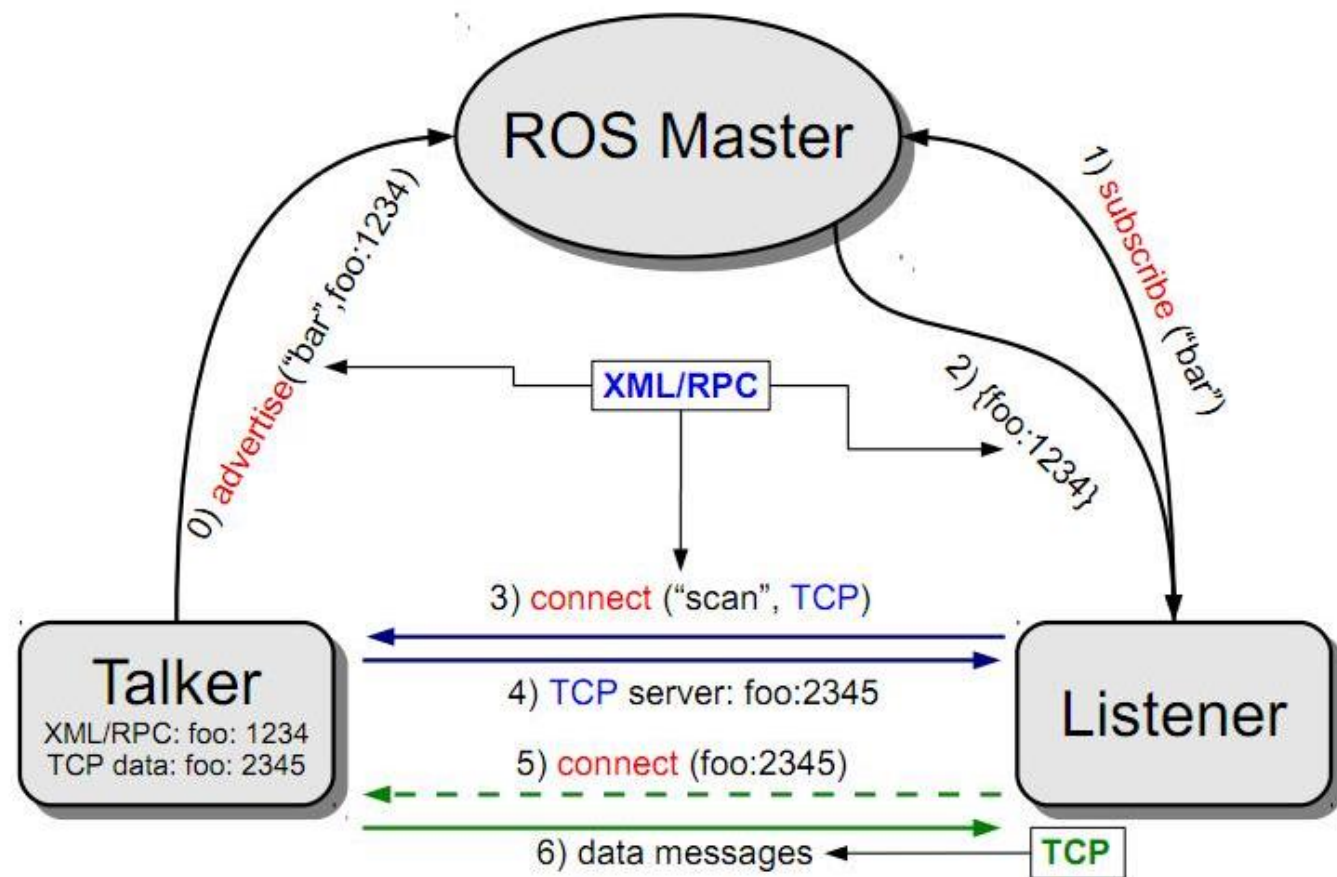 ROS Master
0) advertise(“bar”,foo:1234)
1) subscribe (“bar”)
XML/RPC
2) {foo:1234}
3) connect (“scan”, TCP)
Talker
XML/RPC: foo: 1234
TCP data: foo: 2345
4) TCP server: foo:2345
Listener
5) connect (foo:2345)
6) data messages
TCP